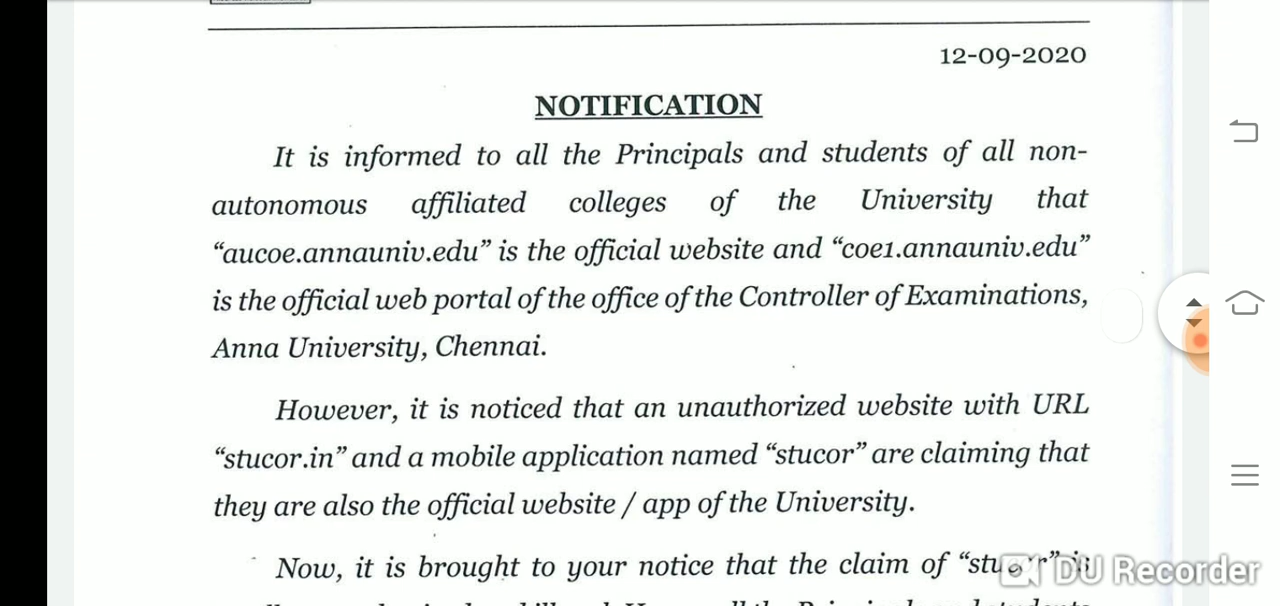 12-09-2020
NOTIFICATION
It is informed to all the Principals and students of all non-
autonomous affiliated colleges of the University that
“aucoe.annauniv.edu” is the official website and “coe1.annauniv.edu”
is the official web portal of the office of the Controller of Examinations,
Anna University, Chennai.
However, it is noticed that an unauthorized website with URL
“stucor.in” and a mobile application named “stucor” are claiming that
they are also the official website / app of the University.
Now, it is brought to your notice that the claim of is
DU Recorder